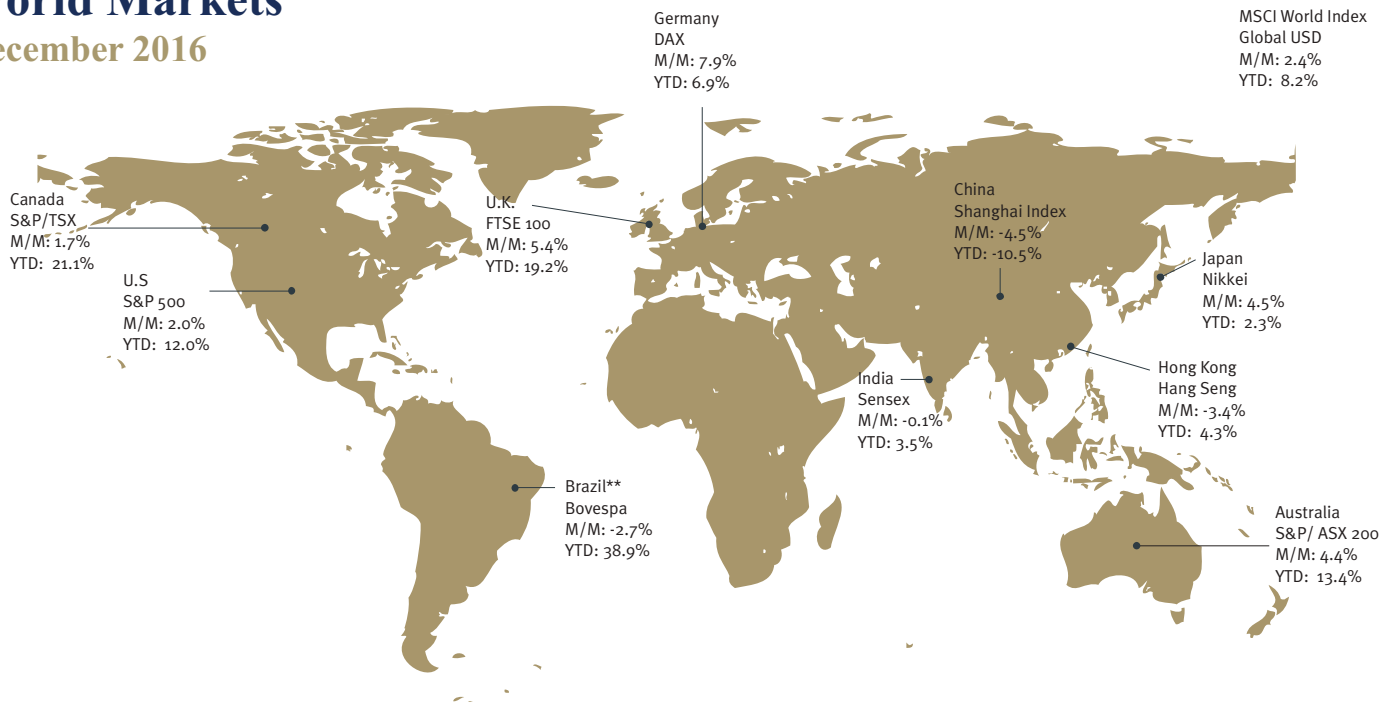 orld Markets
ecember 2016
Germany
DAX
M/M: 7.9%
YTD: 6.9%
MSCI World Index
Global USD
M/M: 2.4%
YTD: 8.2%
Canada
S&P/TSX
M/M: 1.7%
YTD: 21.1%
U.K.
FTSE 100
M/M: 5.4%
YTD: 19.2%
China
Shanghai Index
M/M: -4.5%
YTD: -10.5%
U.S
S&P 500
M/M: 2.0%
YTD: 12.0%
Japan
Nikkei
M/M: 4.5%
YTD: 2.3%
India
Sensex
M/M: -0.1%
YTD: 3.5%
Hong Kong
Hang Seng
M/M: -3.4%
YTD: 4.3%
Brazil**
Bovespa
M/M: -2.7%
YTD: 38.9%
Australia
S&P/ ASX 200
M/M: 4.4%
YTD: 13.4%